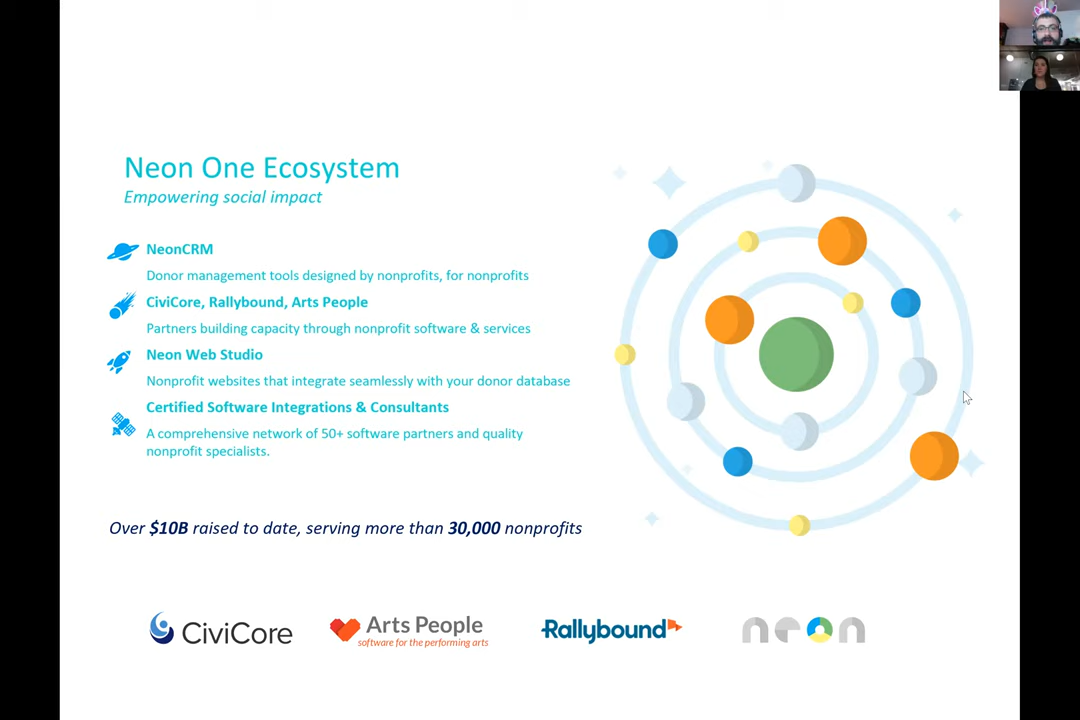 Neon One Ecosystem
Empowering social impact
NeonCRM
Donor management tools designed by nonprofits, for nonprofits
CiviCore, Rallybound, Arts People
Partners building capacity through nonprofit software & services
Neon Web Studio
Nonprofit websites that integrate seamlessly with your donor database
Certified Software Integrations & Consultants
A comprehensive network of 50+ software partners and quality
nonprofit specialists.
Over $10B raised to date, serving more than 30,000 nonprofits
CiviCore
Arts People
software for the performing arts
Rallybound
neon